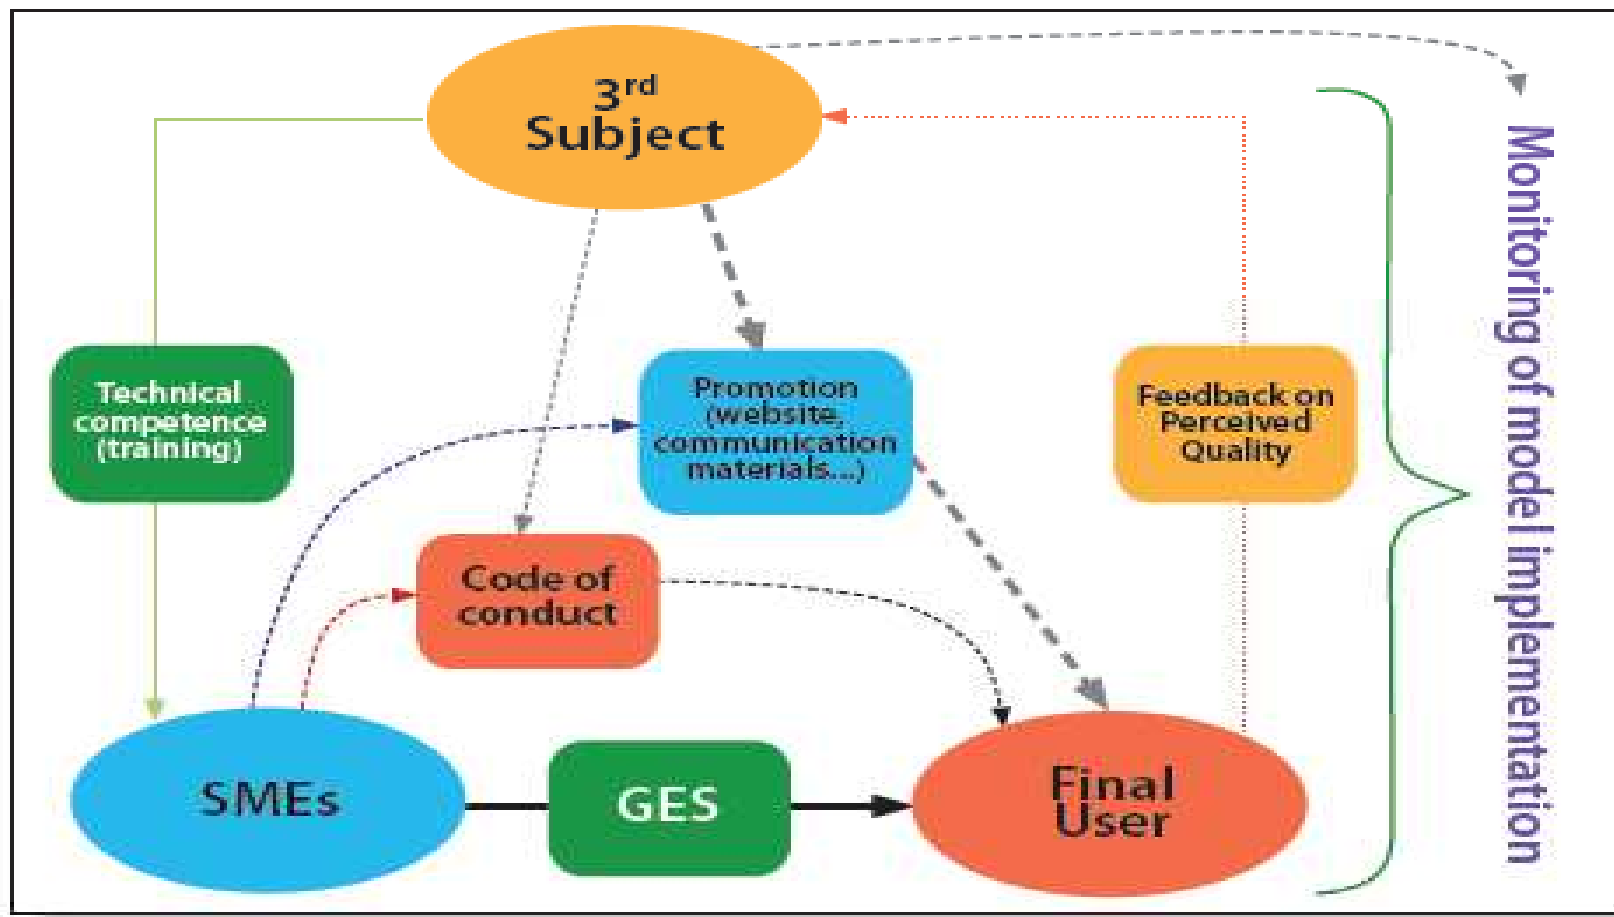 3rd
Subject
Technical
competence
(training)
Promotion
(website,
communication
materials...)
Feedback on
Perceived
Quality
Code of
conduct
SMEs
GES
Final
User
Monitoring of model implementation